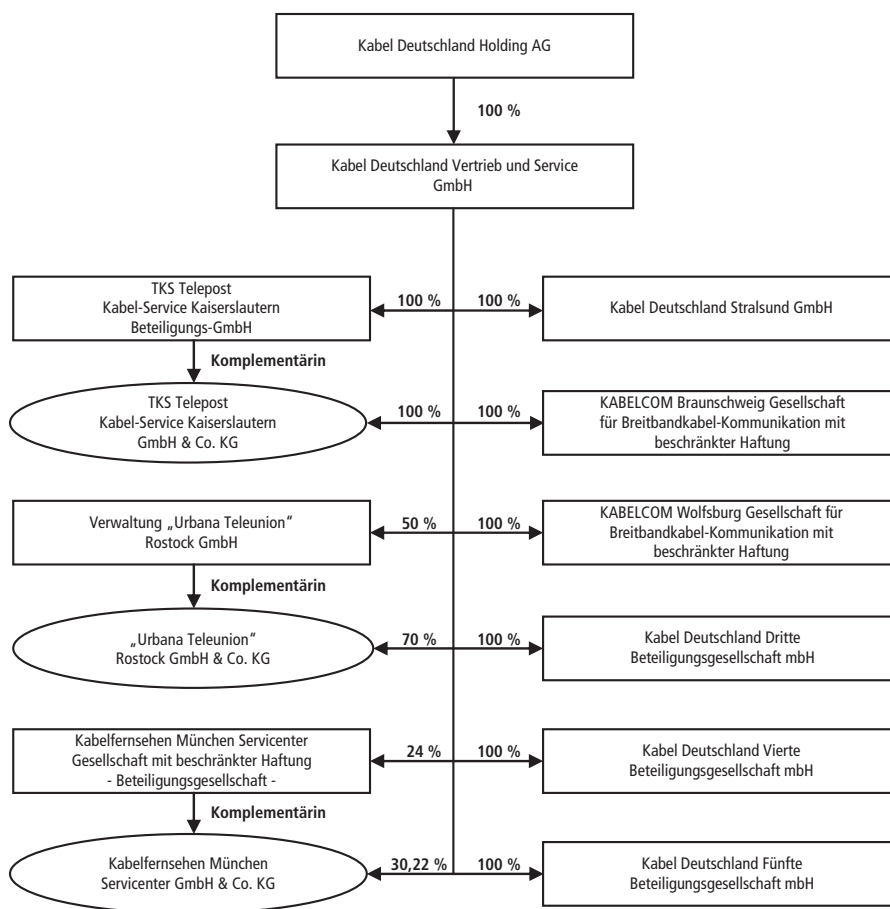 Kabel Deutschland Holding AG
100 %
Kabel Deutschland Vertrieb und Service
GmbH
TKS Telepost
Kabel-Service Kaiserslautern
Beteiligungs-GmbH
100 %
100 %
Kabel Deutschland Stralsund GmbH
Komplementärin
TKS Telepost
Kabel-Service Kaiserslautern
GmbH & Co. KG
100 %
100 %
KABELCOM Braunschweig Gesellschaft
für Breitbandkabel-Kommunikation mit
beschränkter Haftung
Verwaltung „Urbana Teleunion"
Rostock GmbH
50 %
100 %
KABELCOM Wolfsburg Gesellschaft für
Breitbandkabel-Kommunikation mit
beschränkter Haftung
Komplementärin
„Urbana Teleunion"
Rostock GmbH & Co. KG
70 %
100 %
Kabel Deutschland Dritte
Beteiligungsgesellschaft mbH
Kabelfernsehen München Servicenter
Gesellschaft mit beschränkter Haftung
- Beteiligungsgesellschaft -
24 %
100 %
Kabel Deutschland Vierte
Beteiligungsgesellschaft mbH
Komplementärin
Kabelfernsehen München
Servicenter GmbH & Co. KG
30,22 %
100 %
Kabel Deutschland Fünfte
Beteiligungsgesellschaft mbH